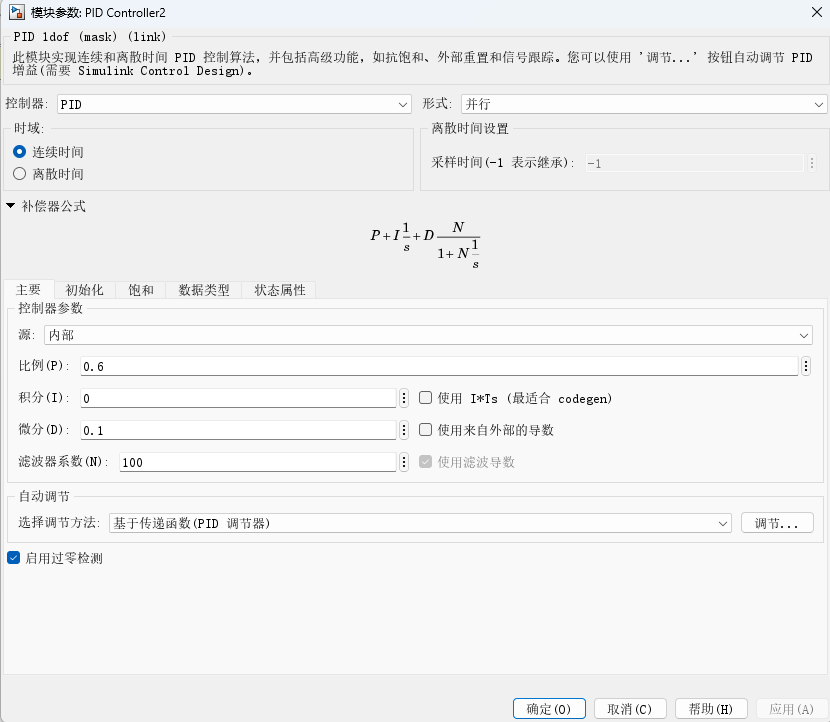 模块参数: PID Controller2
PID 1dof (mask) (link)
此模块实现连续和离散时间 PID 控制算法，并包括高级功能，如抗饱和、外部重置和信号跟踪。您可以使用 '调节...' 按钮自动调节 PID
增益(需要 Simulink Control Design)。
控制器: PID 形式: 并行
时域: 离散时间设置
连续时间
离散时间
采样时间(-1 表示继承): -1
补偿器公式
P+I 1/s +D N/(1+N 1/s)
主要 初始化 饱和 数据类型 状态属性
控制器参数
源: 内部
比例(P): 0.6
积分(I): 0 使用 I*Ts (最适合 codegen)
微分(D): 0.1 使用来自外部的导数
滤波器系数(N): 100 使用滤波导数
自动调节
选择调节方法: 基于传递函数(PID 调节器) 调节...
启用过零检测
确定(O) 取消(C) 帮助(H) 应用(A)